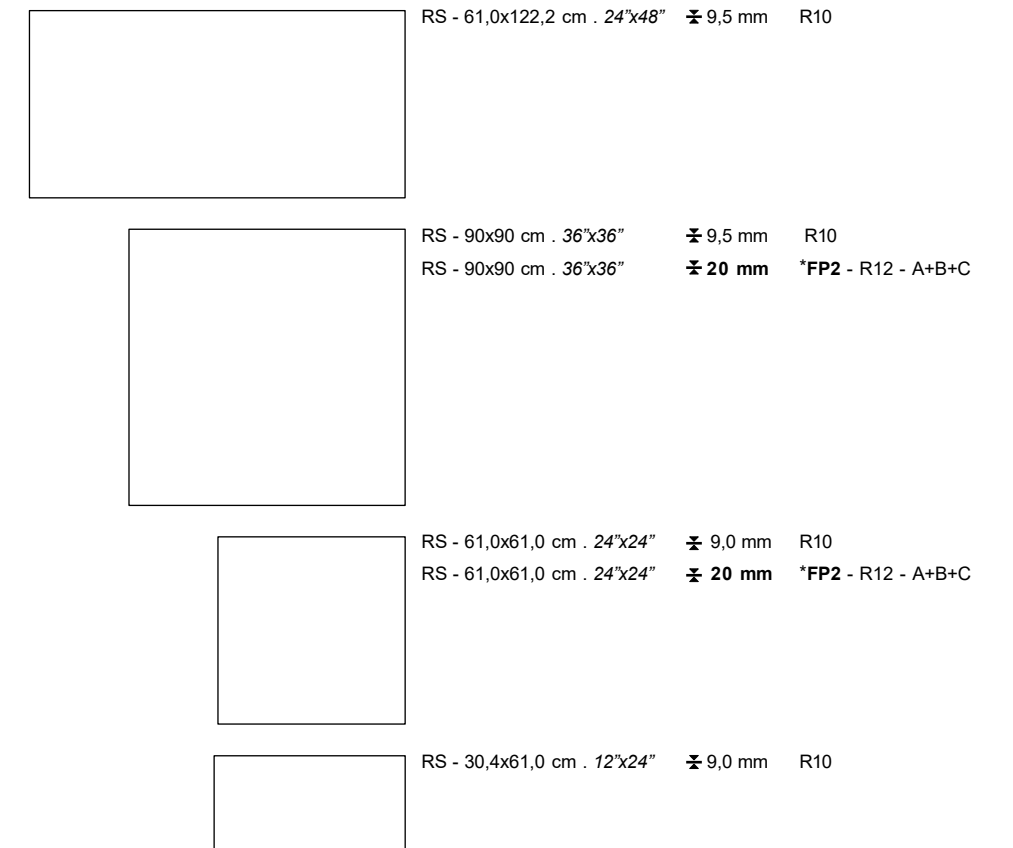 RS - 61,0x122,2 cm . 24”x48” 9,5 mm R10
RS - 90x90 cm . 36”x36” 9,5 mm R10
RS - 90x90 cm . 36”x36” 20 mm *FP2 - R12 - A+B+C
RS - 61,0x61,0 cm . 24”x24” 9,0 mm R10
RS - 61,0x61,0 cm . 24”x24” 20 mm *FP2 - R12 - A+B+C
RS - 30,4x61,0 cm . 12”x24” 9,0 mm R10